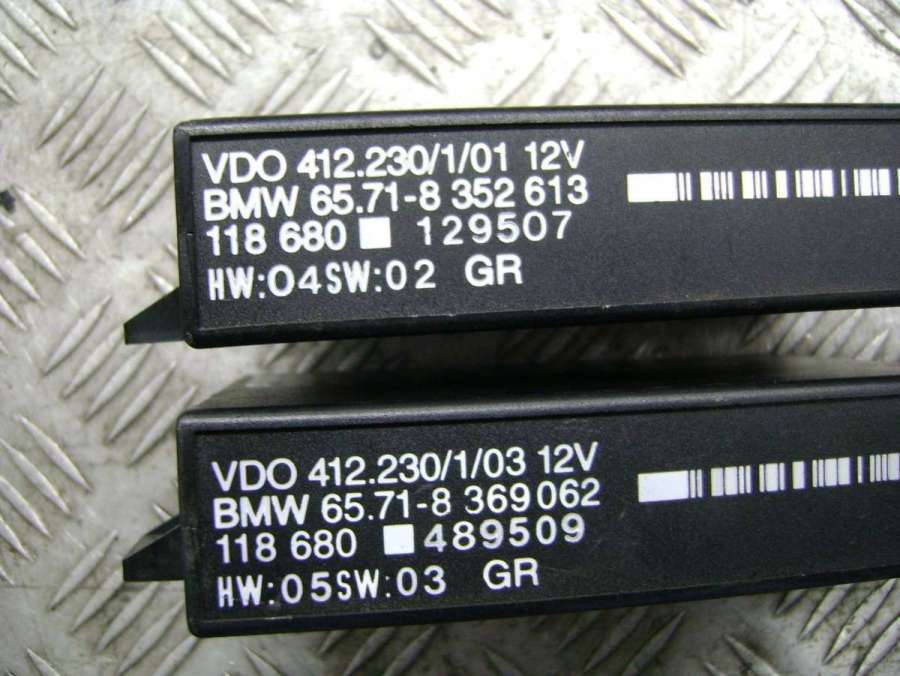 VDO 412.230/1/01 12V
BMW 65.71-8 352 613
118 680 129507
HW:04SW:02 GR
VDO 412.230/1/03 12V
BMW 65.71-8 369 062
118 680 489509
HW:05SW:03 GR